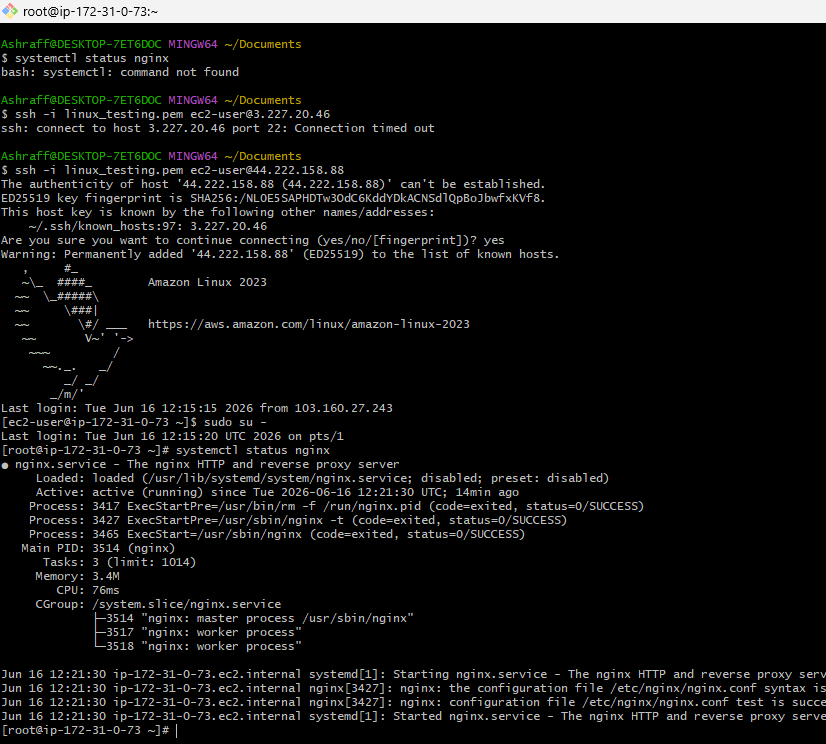 root@ip-172-31-0-73:~
Ashraff@DESKTOP-7ET6DOC MINGW64 ~/Documents
$ systemctl status nginx
bash: systemctl: command not found
Ashraff@DESKTOP-7ET6DOC MINGW64 ~/Documents
$ ssh -i linux_testing.pem ec2-user@3.227.20.46
ssh: connect to host 3.227.20.46 port 22: Connection timed out
Ashraff@DESKTOP-7ET6DOC MINGW64 ~/Documents
$ ssh -i linux_testing.pem ec2-user@44.222.158.88
The authenticity of host '44.222.158.88 (44.222.158.88)' can't be established.
ED25519 key fingerprint is SHA256:/NLOE5SAPHDTw3OdC6KddYDkACNSdlQpBoJbwfxKVf8.
This host key is known by the following other names/addresses:
    ~/.ssh/known_hosts:97: 3.227.20.46
Are you sure you want to continue connecting (yes/no/[fingerprint])? yes
Warning: Permanently added '44.222.158.88' (ED25519) to the list of known hosts.
   ,     #_
   ~\_  ####_        Amazon Linux 2023
  ~~  \_#####\
  ~~     \###|
  ~~       \#/ ___   https://aws.amazon.com/linux/amazon-linux-2023
   ~~       V~' '->
    ~~~         /
      ~~._.   _/
         _/ _/
       _/m/'
Last login: Tue Jun 16 12:15:15 2026 from 103.160.27.243
[ec2-user@ip-172-31-0-73 ~]$ sudo su -
Last login: Tue Jun 16 12:15:20 UTC 2026 on pts/1
[root@ip-172-31-0-73 ~]# systemctl status nginx
● nginx.service - The nginx HTTP and reverse proxy server
     Loaded: loaded (/usr/lib/systemd/system/nginx.service; disabled; preset: disabled)
     Active: active (running) since Tue 2026-06-16 12:21:30 UTC; 14min ago
    Process: 3417 ExecStartPre=/usr/bin/rm -f /run/nginx.pid (code=exited, status=0/SUCCESS)
    Process: 3427 ExecStartPre=/usr/sbin/nginx -t (code=exited, status=0/SUCCESS)
    Process: 3465 ExecStart=/usr/sbin/nginx (code=exited, status=0/SUCCESS)
   Main PID: 3514 (nginx)
      Tasks: 3 (limit: 1014)
     Memory: 3.4M
        CPU: 76ms
     CGroup: /system.slice/nginx.service
             ├─3514 "nginx: master process /usr/sbin/nginx"
             ├─3517 "nginx: worker process"
             └─3518 "nginx: worker process"
Jun 16 12:21:30 ip-172-31-0-73.ec2.internal systemd[1]: Starting nginx.service - The nginx HTTP and reverse proxy serv
Jun 16 12:21:30 ip-172-31-0-73.ec2.internal nginx[3427]: nginx: the configuration file /etc/nginx/nginx.conf syntax is
Jun 16 12:21:30 ip-172-31-0-73.ec2.internal nginx[3427]: nginx: configuration file /etc/nginx/nginx.conf test is succe
Jun 16 12:21:30 ip-172-31-0-73.ec2.internal systemd[1]: Started nginx.service - The nginx HTTP and reverse proxy serve
[root@ip-172-31-0-73 ~]#